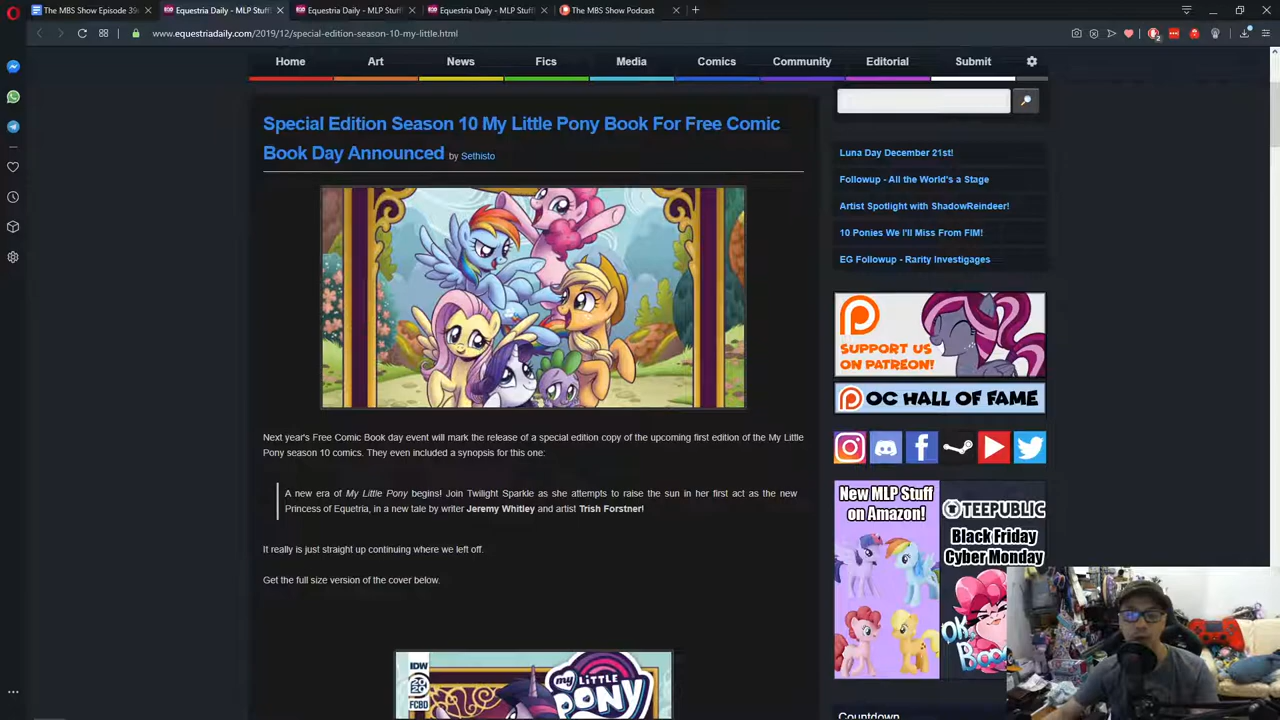 The MBS Show Episode 39
Equestria Daily - MLP Stuff
Equestria Daily - MLP Stuff
Equestria Daily - MLP Stuff
The MBS Show Podcast
www.equestriadaily.com/2019/12/special-edition-season-10-my-little.html
Home Art News Fics Media Comics Community Editorial Submit
Special Edition Season 10 My Little Pony Book For Free Comic
Book Day Announced by Sethisto
Next year's Free Comic Book day event will mark the release of a special edition copy of the upcoming first edition of the My Little
Pony season 10 comics. They even included a synopsis for this one:
A new era of My Little Pony begins! Join Twilight Sparkle as she attempts to raise the sun in her first act as the new
Princess of Equetria, in a new tale by writer Jeremy Whitley and artist Trish Forstner!
It really is just straight up continuing where we left off.
Get the full size version of the cover below.
IDW
2020
FCBD
my LiTTLE
PONY
Luna Day December 21st!
Followup - All the World's a Stage
Artist Spotlight with ShadowReindeer!
10 Ponies We I'll Miss From FIM!
EG Followup - Rarity Investigages
SUPPORT US
ON PATREON!
OC HALL OF FAME
New MLP Stuff
on Amazon!
TEEPUBLIC
Black Friday
Cyber Monday
OK
Boo
Countdown